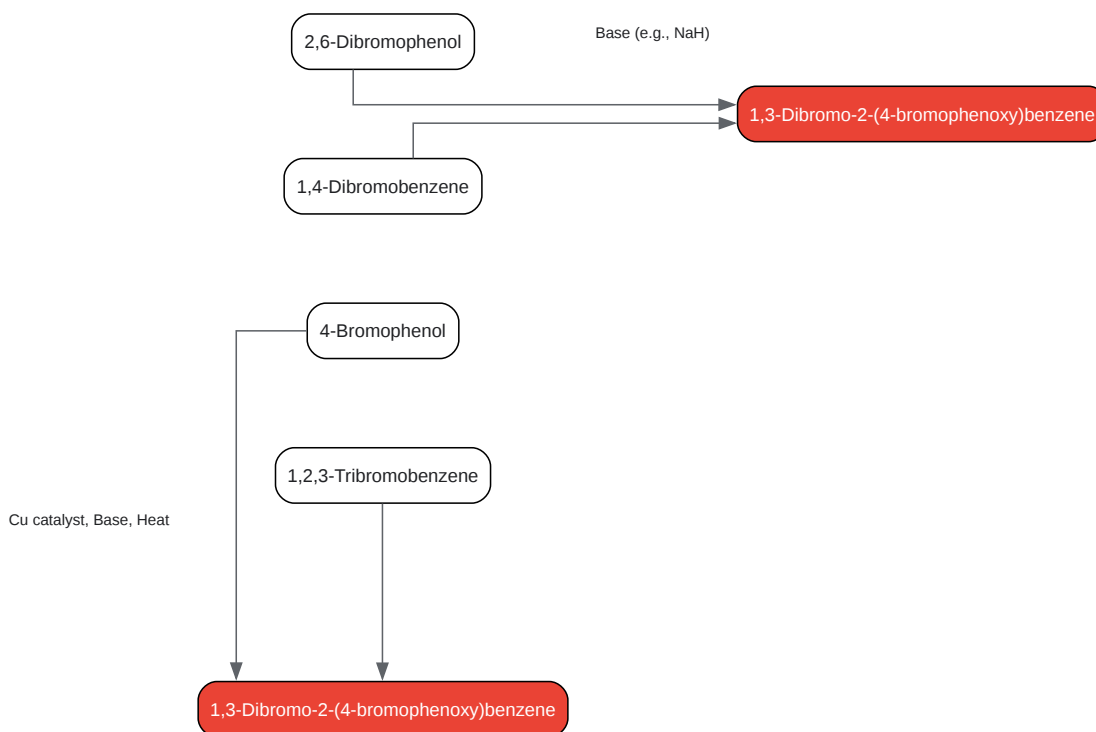 2,6-Dibromophenol
Base (e.g., NaH)
1,3-Dibromo-2-(4-bromophenoxy)benzene
1,4-Dibromobenzene
4-Bromophenol
1,2,3-Tribromobenzene
Cu catalyst, Base, Heat
1,3-Dibromo-2-(4-bromophenoxy)benzene